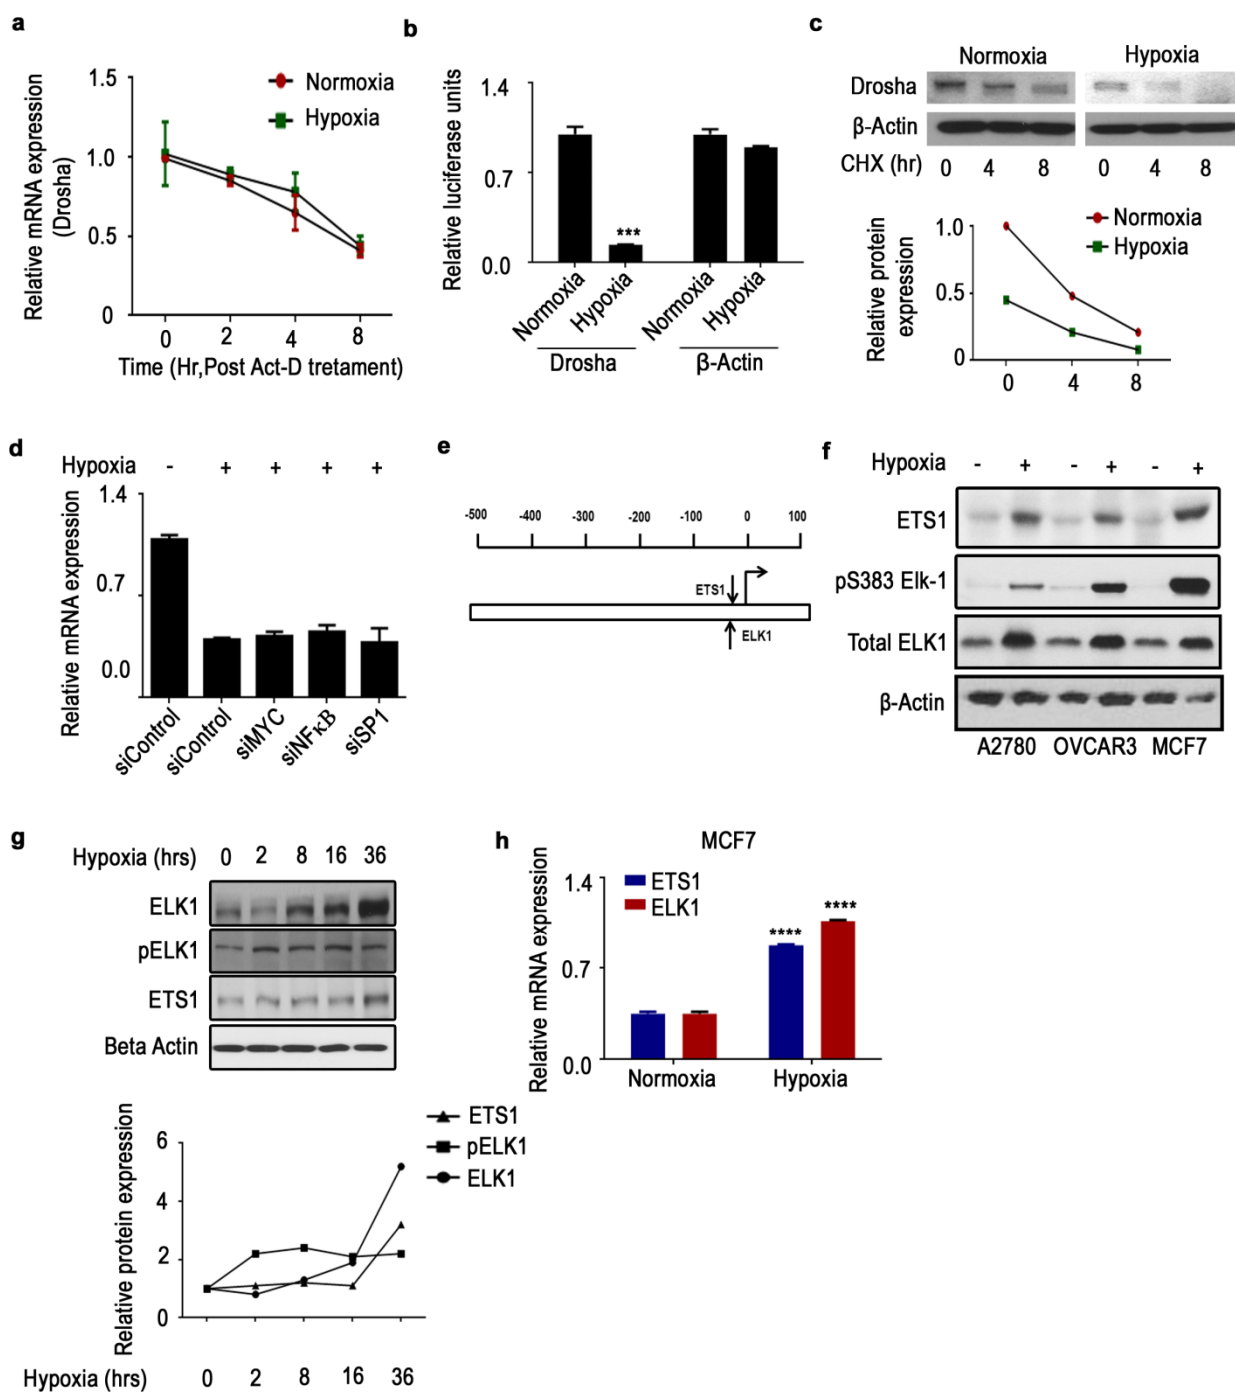 a
Relative mRNA expression
(Drosha)
1.5
1.0
0.5
0
Normoxia
Hypoxia
0 2 4 8
Time (Hr,Post Act-D tretament)
b
Relative luciferase units
1.4
0.7
0.0
***
Normoxia
Hypoxia
Normoxia
Hypoxia
Drosha
β-Actin
c
Normoxia Hypoxia
Drosha
β-Actin
CHX (hr) 0 4 8 0 4 8
Relative protein
expression
1.0
0.5
0
Normoxia
Hypoxia
0 4 8
d
Hypoxia - + + + +
Relative mRNA expression
1.4
0.7
0.0
siControl
siControl
siMYC
siNFκB
siSP1
e
-500 -400 -300 -200 -100 0 100
ETS1
ELK1
f
Hypoxia - + - + - +
ETS1
pS383 Elk-1
Total ELK1
β-Actin
A2780 OVCAR3 MCF7
g
Hypoxia (hrs) 0 2 8 16 36
ELK1
pELK1
ETS1
Beta Actin
Relative protein expression
6
4
2
0
ETS1
pELK1
ELK1
Hypoxia (hrs) 0 2 8 16 36
h
MCF7
Relative mRNA expression
1.4
0.7
0.0
ETS1
ELK1
****
****
Normoxia Hypoxia